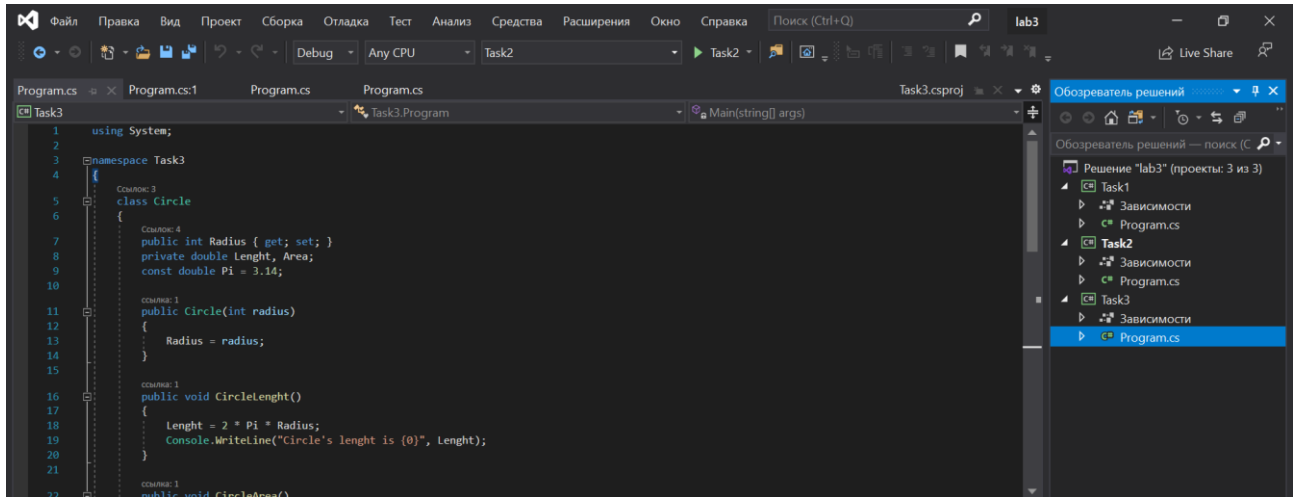 Файл Правка Вид Проект Сборка Отладка Тест Анализ Средства Расширения Окно Справка Поиск (Ctrl+Q) lab3
Debug Any CPU Task2 Task2 Live Share
Program.cs Program.cs:1 Program.cs Program.cs Task3.csproj
Task3 Task3.Program Main(string[] args)
1 using System;
2
3 namespace Task3
4 {
Ссылок: 3
5 class Circle
6 {
Ссылок: 4
7 public int Radius { get; set; }
8 private double Lenght, Area;
9 const double Pi = 3.14;
10
ссылка: 1
11 public Circle(int radius)
12 {
13 Radius = radius;
14 }
15
ссылка: 1
16 public void CircleLenght()
17 {
18 Lenght = 2 * Pi * Radius;
19 Console.WriteLine("Circle's lenght is {0}", Lenght);
20 }
21
ссылка: 1
22 public void CircleArea()
Обозреватель решений
Обозреватель решений — поиск (C
Решение "lab3" (проекты: 3 из 3)
C# Task1
Зависимости
C# Program.cs
C# Task2
Зависимости
C# Program.cs
C# Task3
Зависимости
C# Program.cs